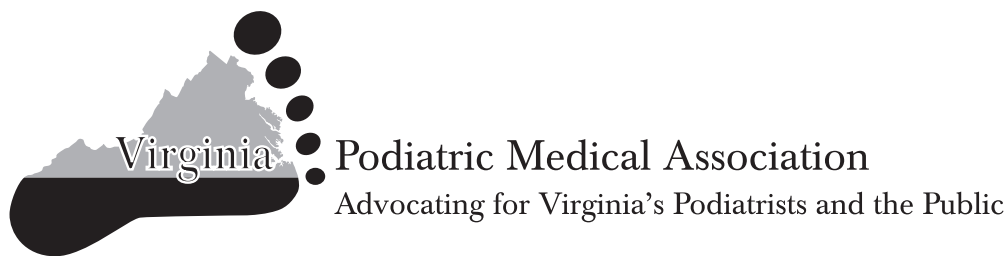 Virginia Podiatric Medical Association
Advocating for Virginia's Podiatrists and the Public